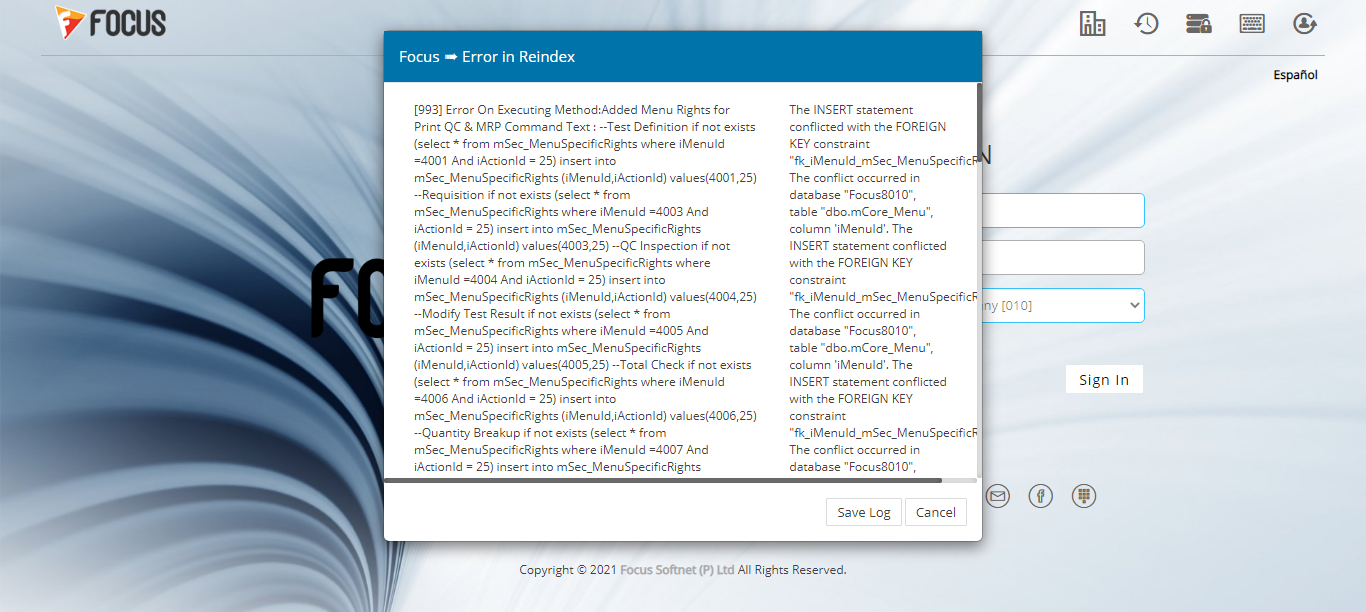 FOCUS
Español
Focus ➡ Error in Reindex
[993] Error On Executing Method:Added Menu Rights for
Print QC & MRP Command Text : --Test Definition if not exists
(select * from mSec_MenuSpecificRights where iMenuId
=4001 And iActionId = 25) insert into
mSec_MenuSpecificRights (iMenuId,iActionId) values(4001,25)
--Requisition if not exists (select * from
mSec_MenuSpecificRights where iMenuId =4003 And
iActionId = 25) insert into mSec_MenuSpecificRights
(iMenuId,iActionId) values(4003,25) --QC Inspection if not
exists (select * from mSec_MenuSpecificRights where
iMenuId =4004 And iActionId = 25) insert into
mSec_MenuSpecificRights (iMenuId,iActionId) values(4004,25)
--Modify Test Result if not exists (select * from
mSec_MenuSpecificRights where iMenuId =4005 And
iActionId = 25) insert into mSec_MenuSpecificRights
(iMenuId,iActionId) values(4005,25) --Total Check if not exists
(select * from mSec_MenuSpecificRights where iMenuId
=4006 And iActionId = 25) insert into
mSec_MenuSpecificRights (iMenuId,iActionId) values(4006,25)
--Quantity Breakup if not exists (select * from
mSec_MenuSpecificRights where iMenuId =4007 And
iActionId = 25) insert into mSec_MenuSpecificRights
The INSERT statement
conflicted with the FOREIGN
KEY constraint
"fk_iMenuId_mSec_MenuSpecificR
The conflict occurred in
database "Focus8010",
table "dbo.mCore_Menu",
column 'iMenuId'. The
INSERT statement conflicted
with the FOREIGN KEY
constraint
"fk_iMenuId_mSec_MenuSpecificR
The conflict occurred in
database "Focus8010",
table "dbo.mCore_Menu",
column 'iMenuId'. The
INSERT statement conflicted
with the FOREIGN KEY
constraint
"fk_iMenuId_mSec_MenuSpecificR
The conflict occurred in
database "Focus8010",
Save Log
Cancel
N
ny [010]
Sign In
FO
Copyright © 2021 Focus Softnet (P) Ltd All Rights Reserved.